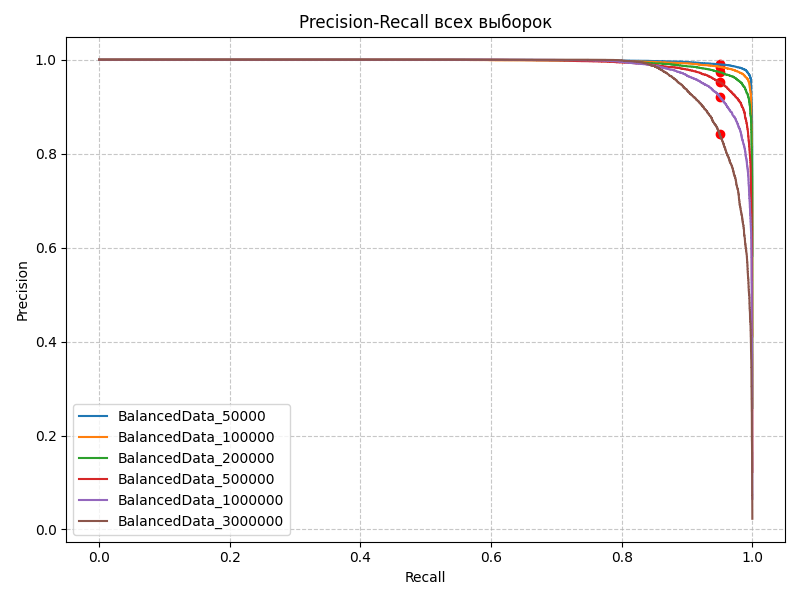 Precision-Recall всех выборок
Precision
1.0
0.8
0.6
0.4
0.2
0.0
BalancedData_50000
BalancedData_100000
BalancedData_200000
BalancedData_500000
BalancedData_1000000
BalancedData_3000000
0.0 0.2 0.4 0.6 0.8 1.0
Recall